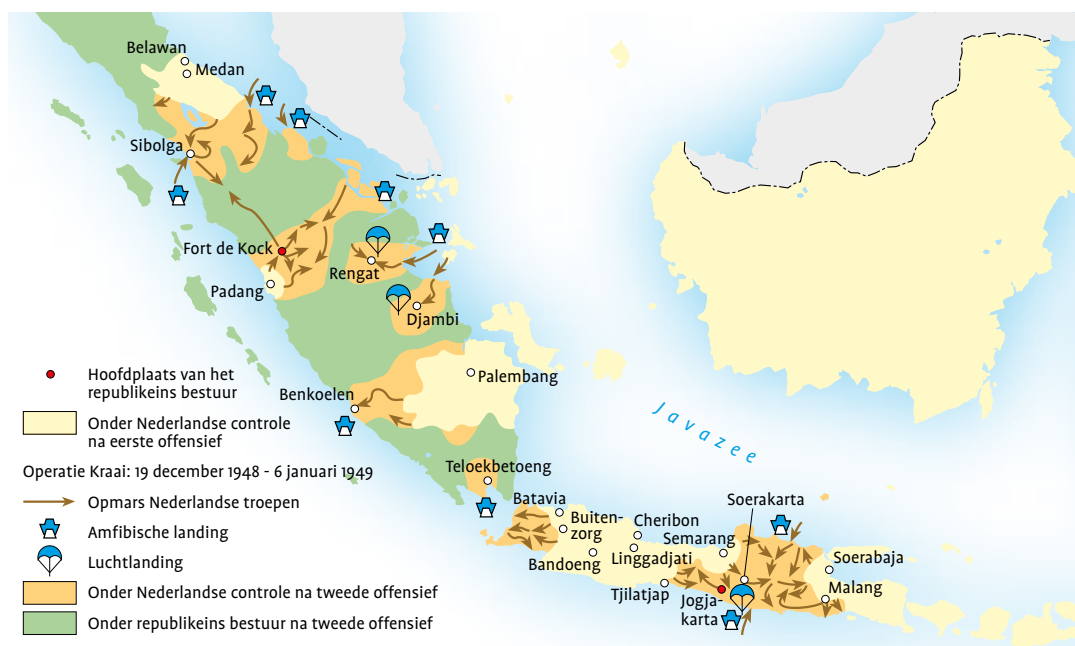 Belawan
Medan
Sibolga
Fort de Kock
Rengat
Padang
Djambi
Palembang
Benkoelen
Teloekbetoeng
Javazee
Batavia
Buiten-
zorg
Bandoeng
Cheribon
Linggadjati
Semarang
Soerakarta
Tjilatjap
Jogja-
karta
Soerabaja
Malang
Hoofdplaats van het
republikeins bestuur
Onder Nederlandse controle
na eerste offensief
Operatie Kraai: 19 december 1948 - 6 januari 1949
Opmars Nederlandse troepen
Amfibische landing
Luchtlanding
Onder Nederlandse controle na tweede offensief
Onder republikeins bestuur na tweede offensief